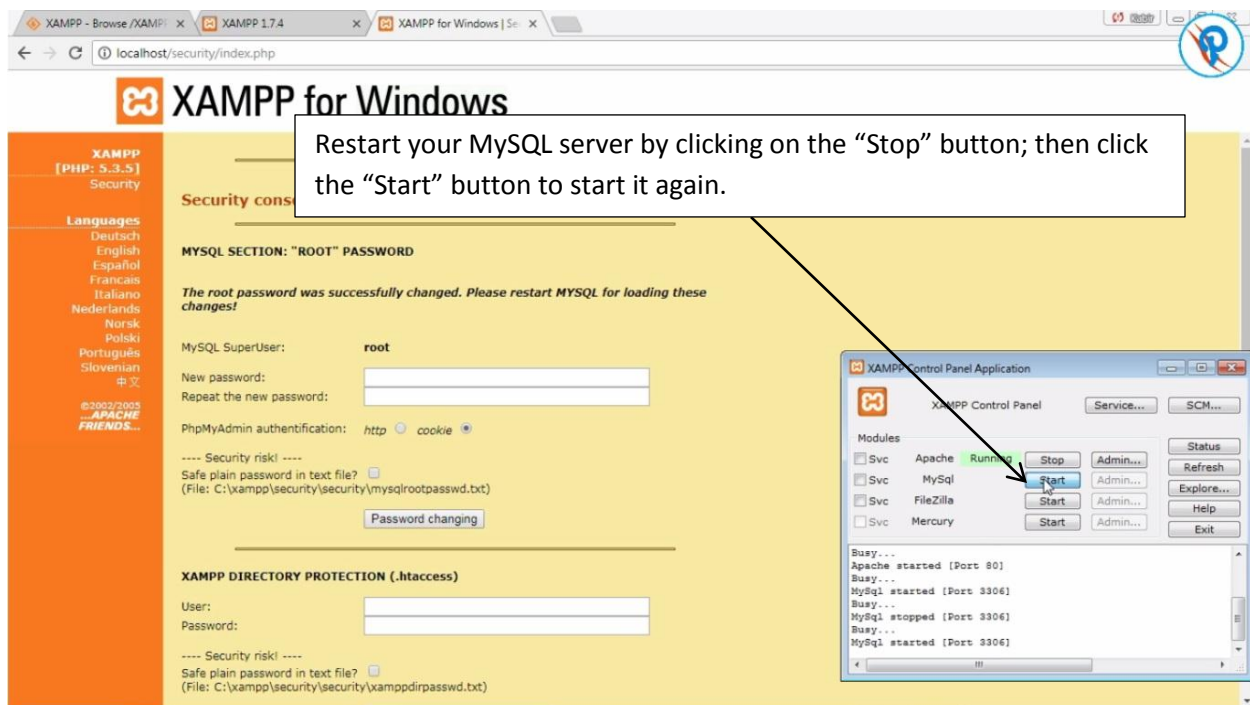 XAMPP - Browse /XAMPP
XAMPP 1.7.4
XAMPP for Windows | Se
localhost/security/index.php
XAMPP for Windows
Restart your MySQL server by clicking on the “Stop” button; then click
the “Start” button to start it again.
XAMPP
[PHP: 5.3.5]
Security
Languages
Deutsch
English
Español
Francais
Italiano
Nederlands
Norsk
Polski
Português
Slovenian
中文
©2002/2005
...APACHE
FRIENDS...
Security conso
MYSQL SECTION: "ROOT" PASSWORD
The root password was successfully changed. Please restart MYSQL for loading these
changes!
MySQL SuperUser: root
New password:
Repeat the new password:
PhpMyAdmin authentification: http cookie
---- Security risk! ----
Safe plain password in text file?
(File: C:\xampp\security\security\mysqlrootpasswd.txt)
Password changing
XAMPP DIRECTORY PROTECTION (.htaccess)
User:
Password:
---- Security risk! ----
Safe plain password in text file?
(File: C:\xampp\security\security\xamppdirpasswd.txt)
XAMPP Control Panel Application
XAMPP Control Panel Service... SCM...
Modules
Svc Apache Running Stop Admin...
Svc MySql Start Admin...
Svc FileZilla Start Admin...
Svc Mercury Start Admin...
Status
Refresh
Explore...
Help
Exit
Busy...
Apache started [Port 80]
Busy...
MySql started [Port 3306]
Busy...
MySql stopped [Port 3306]
Busy...
MySql started [Port 3306]